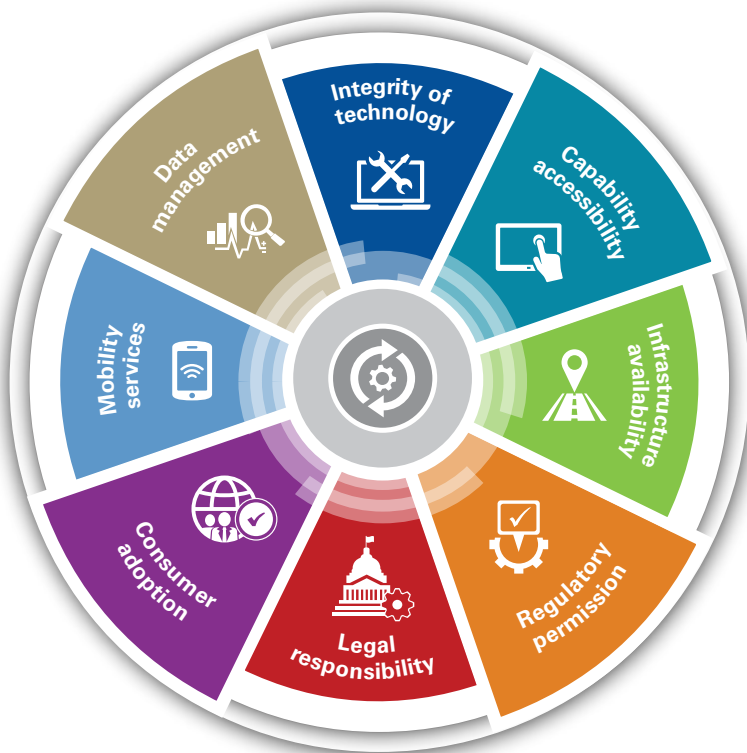 Integrity of
technology
Capability
accessibility
Infrastructure
availability
Regulatory
permission
Legal
responsibility
Consumer
adoption
Mobility
services
Data
management